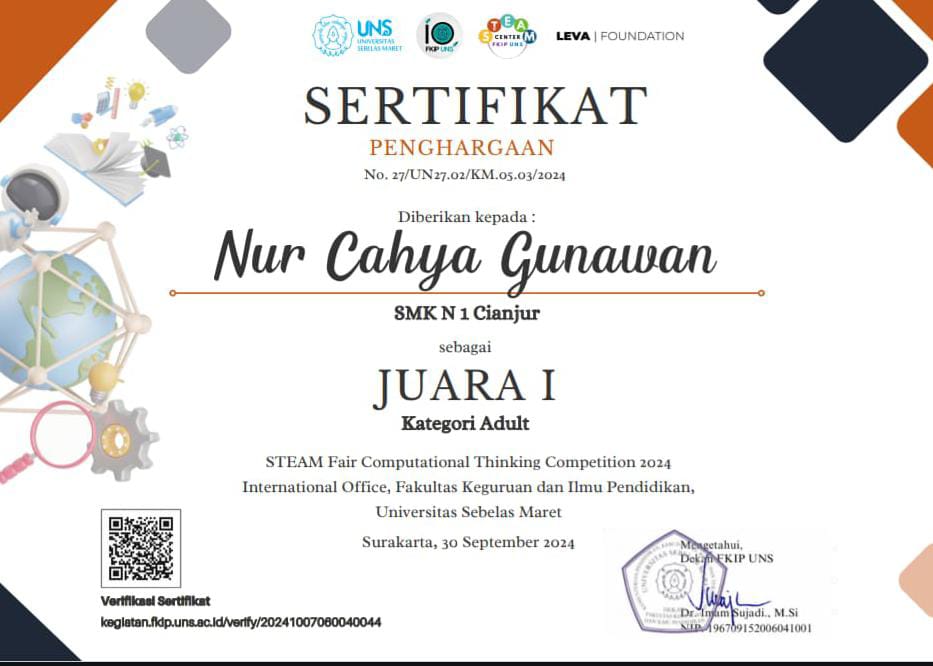 UNS
UNIVERSITAS
SEBELAS MARET
IO
FKIP UNS
STEAM
CENTER
FKIP UNS
LEVA | FOUNDATION
SERTIFIKAT
PENGHARGAAN
No. 27/UN27.02/KM.05.03/2024
Diberikan kepada :
Nur Cahya Gunawan
SMK N 1 Cianjur
sebagai
JUARA I
Kategori Adult
STEAM Fair Computational Thinking Competition 2024
International Office, Fakultas Keguruan dan Ilmu Pendidikan,
Universitas Sebelas Maret
Surakarta, 30 September 2024
Mengetahui,
Dekan FKIP UNS
Dr. Imam Sujadi., M.Si
NIP. 196709152006041001
Verifikasi Sertifikat
kegiatan.fkip.uns.ac.id/verify/20241007060040044